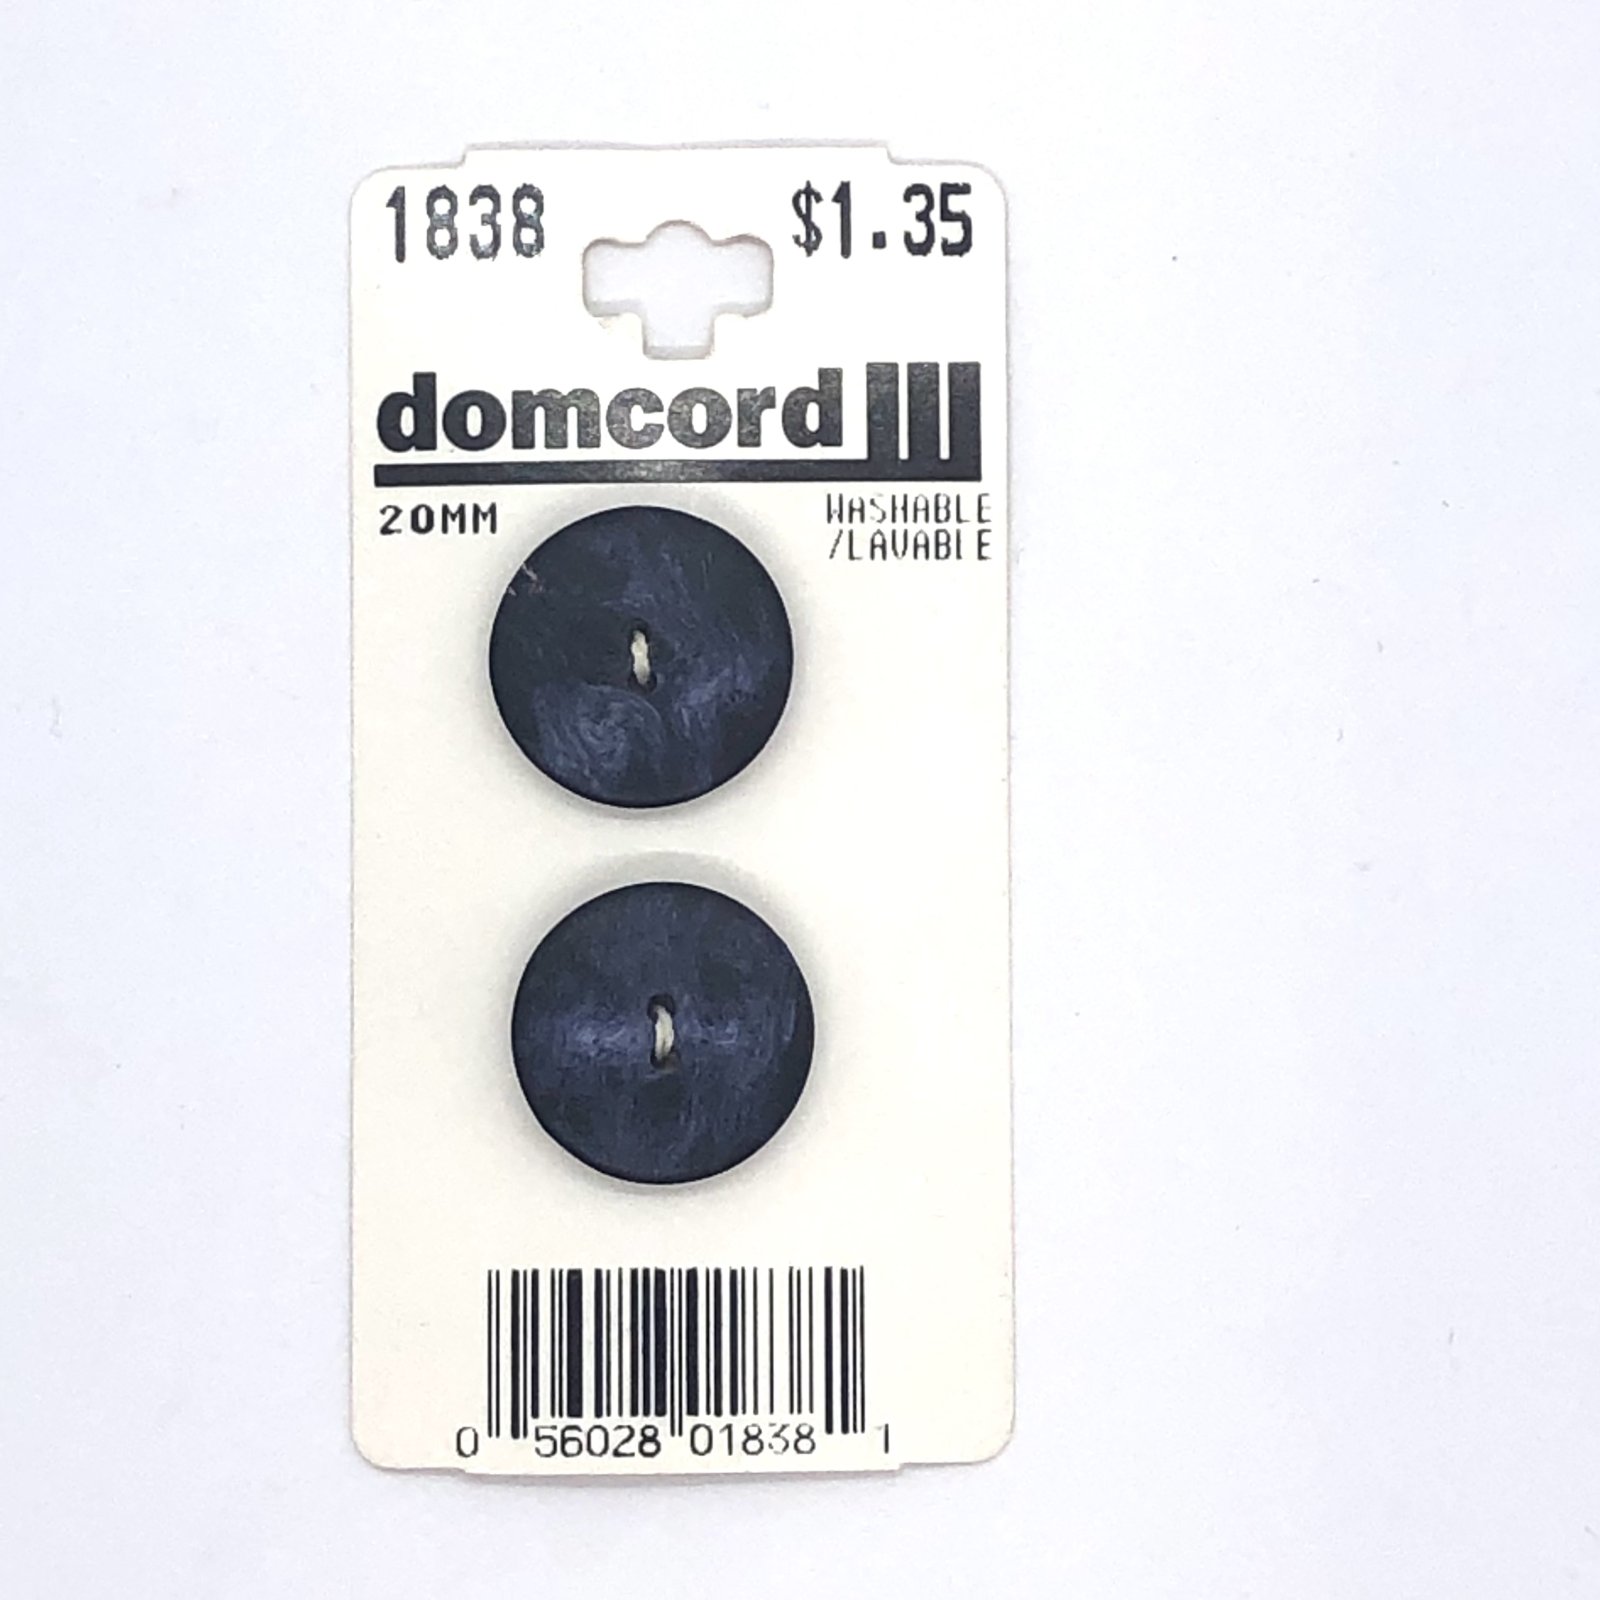 1838 $1.35
domcord
20MM WASHABLE
/LAVABLE
0 56028 01838 1